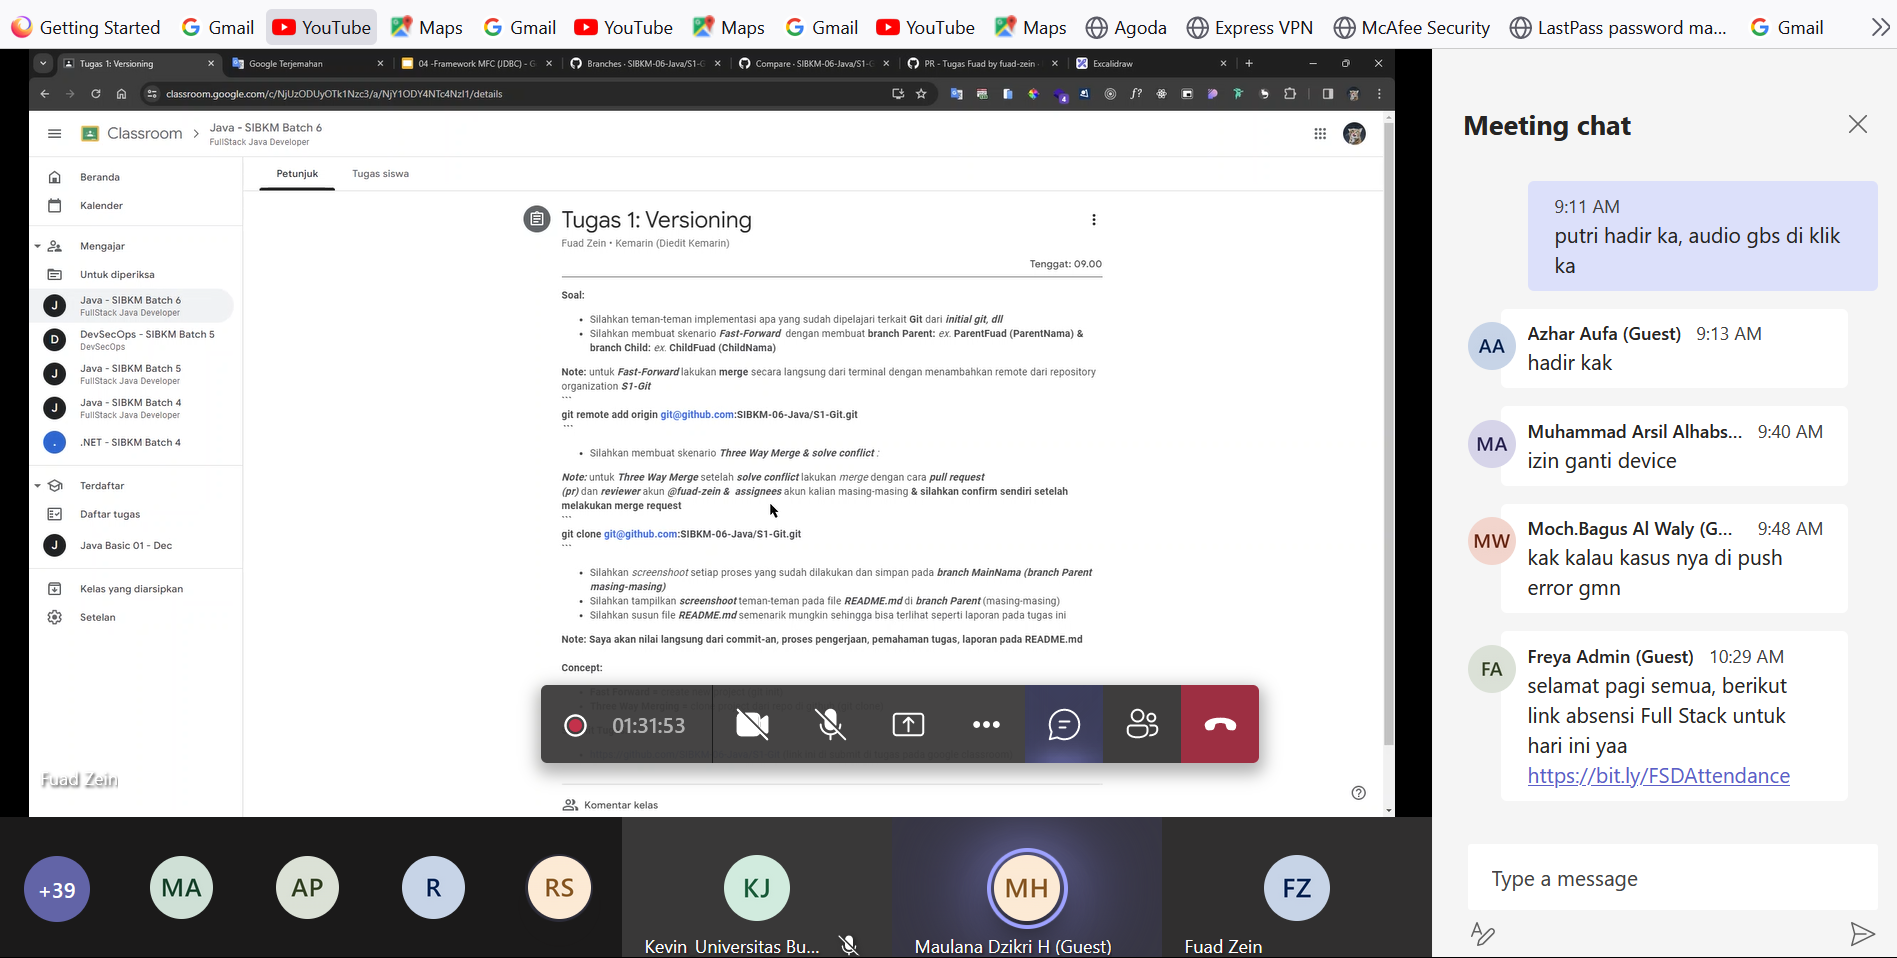 Getting Started Gmail YouTube Maps Gmail YouTube Maps Gmail YouTube Maps Agoda Express VPN McAfee Security LastPass password ma... Gmail
Tugas 1: Versioning Google Terjemahan 04 -Framework MFC (JDBC) - G Branches · SIBKM-06-Java/S1-G Compare · SIBKM-06-Java/S1-G PR - Tugas Fuad by fuad-zein · Excalidraw
classroom.google.com/c/NjUzODUyOTk1Nzc3/a/NjY1ODY4NTc4NzI1/details
4
Classroom
Java - SIBKM Batch 6
FullStack Java Developer
Beranda
Kalender
Mengajar
Untuk diperiksa
J
Java - SIBKM Batch 6
FullStack Java Developer
D
DevSecOps - SIBKM Batch 5
DevSecOps
J
Java - SIBKM Batch 5
FullStack Java Developer
J
Java - SIBKM Batch 4
FullStack Java Developer
.
.NET - SIBKM Batch 4
Terdaftar
Daftar tugas
J
Java Basic 01 - Dec
Kelas yang diarsipkan
Setelan
Fuad Zein
Petunjuk Tugas siswa
Tugas 1: Versioning
Fuad Zein • Kemarin (Diedit Kemarin)
Tenggat: 09.00
Soal:
• Silahkan teman-teman implementasi apa yang sudah dipelajari terkait Git dari initial git, dll
• Silahkan membuat skenario Fast-Forward dengan membuat branch Parent: ex. ParentFuad (ParentName) &
branch Child: ex. ChildFuad (ChildNama)
Note: untuk Fast-Forward lakukan merge secara langsung dari terminal dengan menambahkan remote dari repository
organization S1-Git
```
git remote add origin git@github.com:SIBKM-06-Java/S1-Git.git
```
• Silahkan membuat skenario Three Way Merge & solve conflict :
Note: untuk Three Way Merge setelah solve conflict lakukan merge dengan cara pull request
(pr) dan reviewer akun @fuad-zein & assignees akun kalian masing-masing & silahkan confirm sendiri setelah
melakukan merge request
```
git clone git@github.com:SIBKM-06-Java/S1-Git.git
```
• Silahkan screenshoot setiap proses yang sudah dilakukan dan simpan pada branch MainNama (branch Parent
masing-masing)
• Silahkan tampilkan screenshoot teman-teman pada file README.md di branch Parent (masing-masing)
• Silahkan susun file README.md semenarik mungkin sehingga bisa terlihat seperti laporan pada tugas ini
Note: Saya akan nilai langsung dari commit-an, proses pengerjaan, pemahaman tugas, laporan pada README.md
Concept:
01:31:53
Komentar kelas
+39 MA AP R RS KJ MH FZ
Kevin_Universitas Bu... Maulana Dzikri H (Guest) Fuad Zein
Meeting chat
9:11 AM
putri hadir ka, audio gbs di klik
ka
AA
Azhar Aufa (Guest) 9:13 AM
hadir kak
MA
Muhammad Arsil Alhabs... 9:40 AM
izin ganti device
MW
Moch.Bagus Al Waly (G... 9:48 AM
kak kalau kasus nya di push
error gmn
FA
Freya Admin (Guest) 10:29 AM
selamat pagi semua, berikut
link absensi Full Stack untuk
hari ini yaa
https://bit.ly/FSDAttendance
Type a message